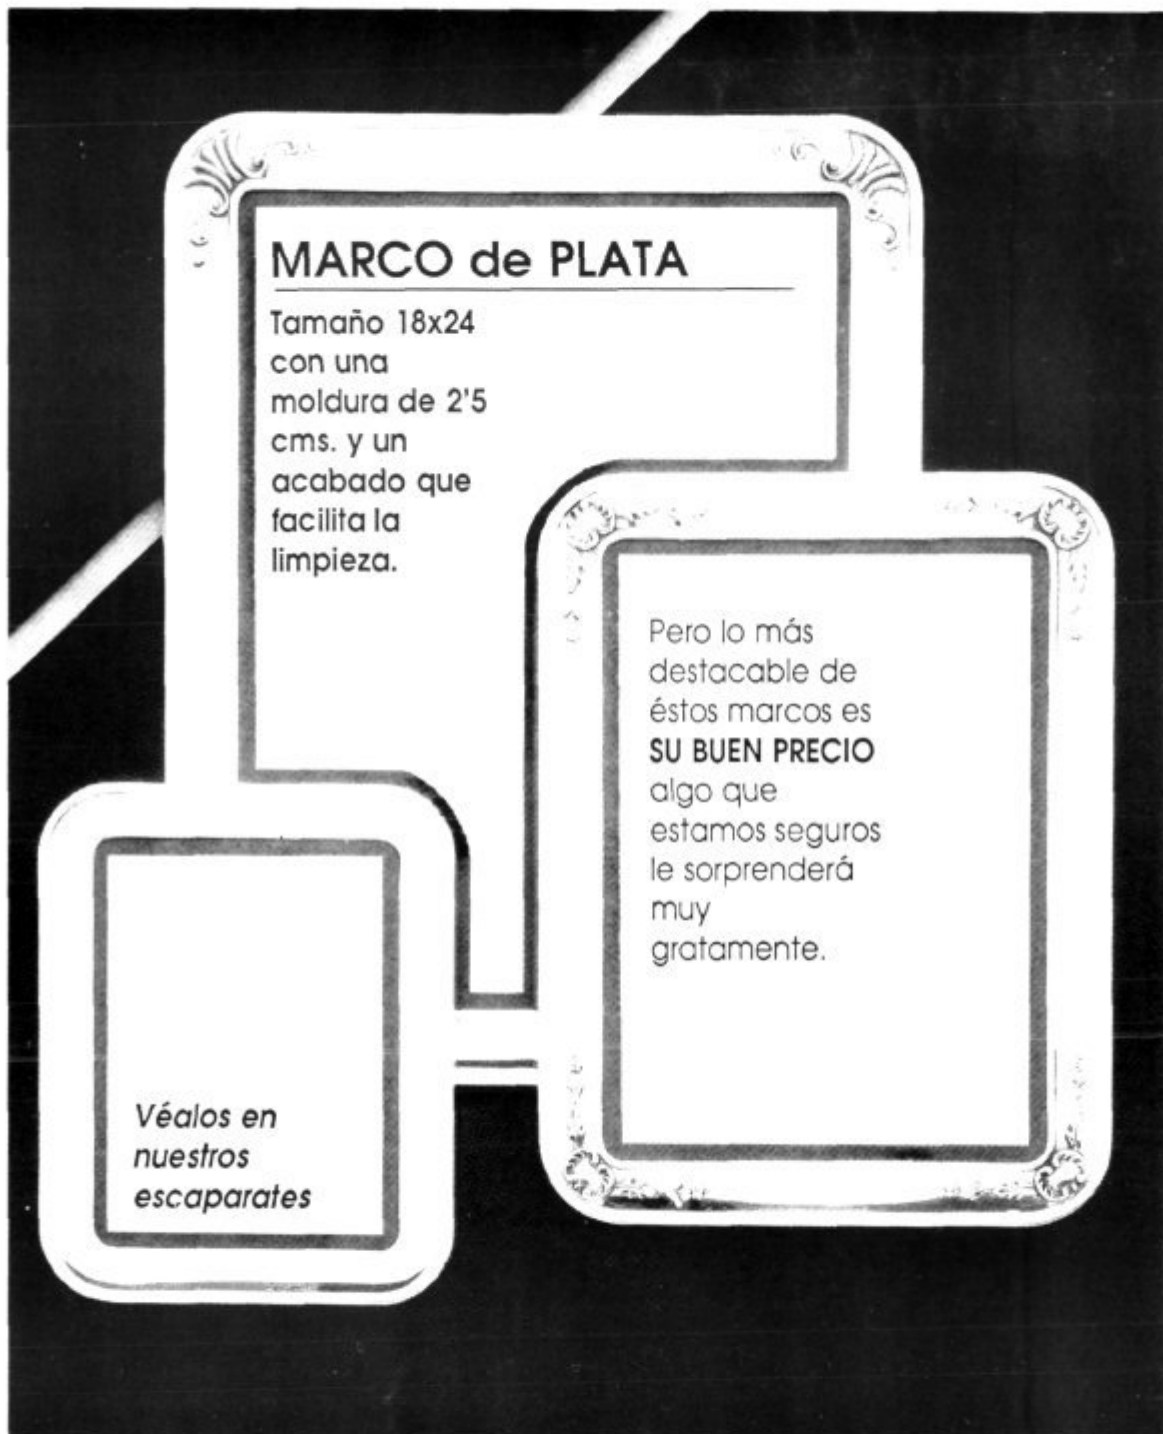 MARCO de PLATA
Tamaño 18x24
con una
moldura de 2'5
cms. y un
acabado que
facilita la
limpieza.
Pero lo más
destacable de
éstos marcos es
SU BUEN PRECIO
algo que
estamos seguros
le sorprenderá
muy
gratamente.
Véalos en
nuestros
escaparates